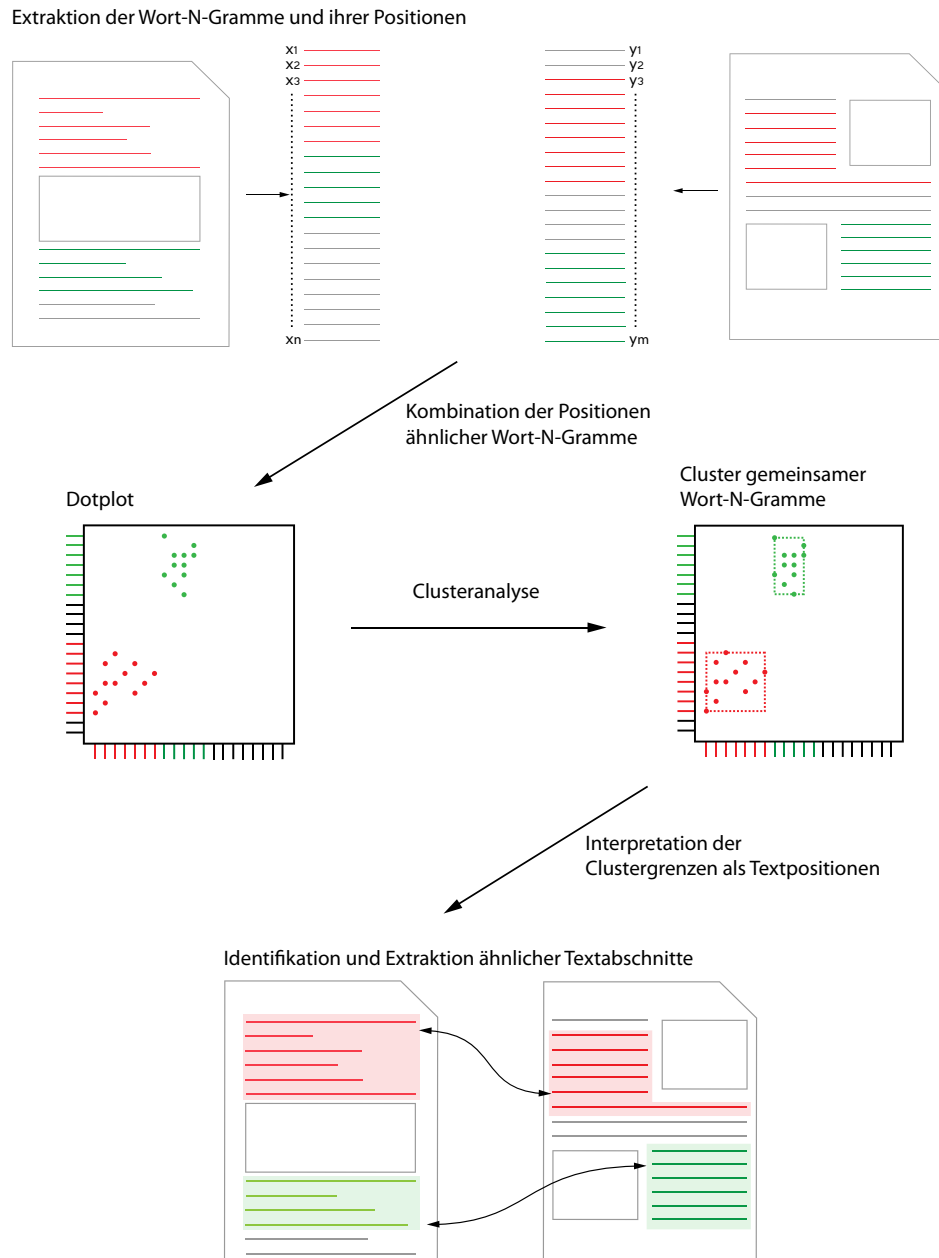 Extraktion der Wort-N-Gramme und ihrer Positionen
x1
x2
x3
xn
y1
y2
y3
ym
Kombination der Positionen
ähnlicher Wort-N-Gramme
Dotplot
Clusteranalyse
Cluster gemeinsamer
Wort-N-Gramme
Interpretation der
Clustergrenzen als Textpositionen
Identifikation und Extraktion ähnlicher Textabschnitte